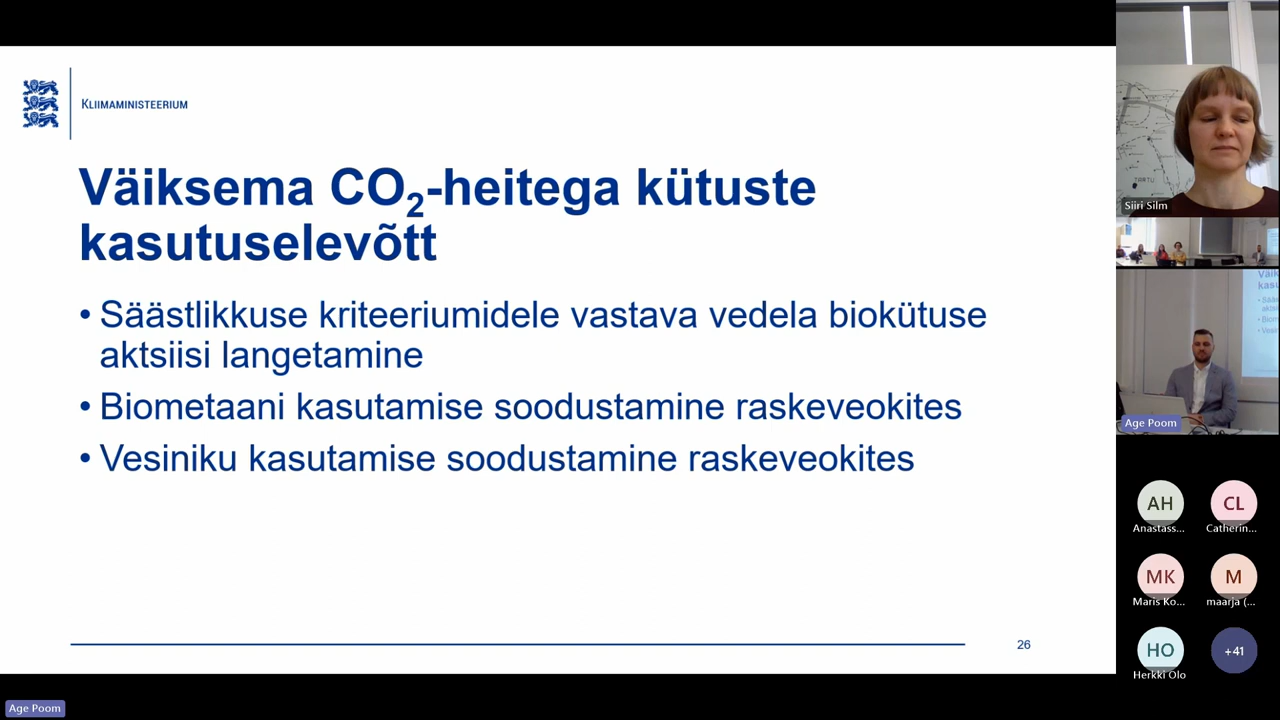 KLIIMAMINISTEERIUM
Väiksema CO₂-heitega kütuste
kasutuselevõtt
• Säästlikkuse kriteeriumidele vastava vedela biokütuse
aktsiisi langetamine
• Biometaani kasutamise soodustamine raskeveokites
• Vesiniku kasutamise soodustamine raskeveokites
26
Age Poom
TARTU
Siiri Silm
Age Poom
AH
Anastass...
CL
Catherin...
MK
Maris Ko...
M
maarja (...
HO
Herkki Olo
+41